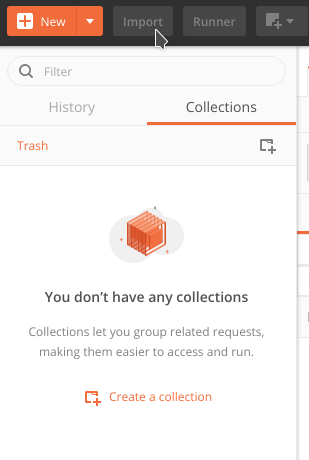 New
Import
Runner
Filter
History
Collections
Trash
You don’t have any collections
Collections let you group related requests,
making them easier to access and run.
Create a collection